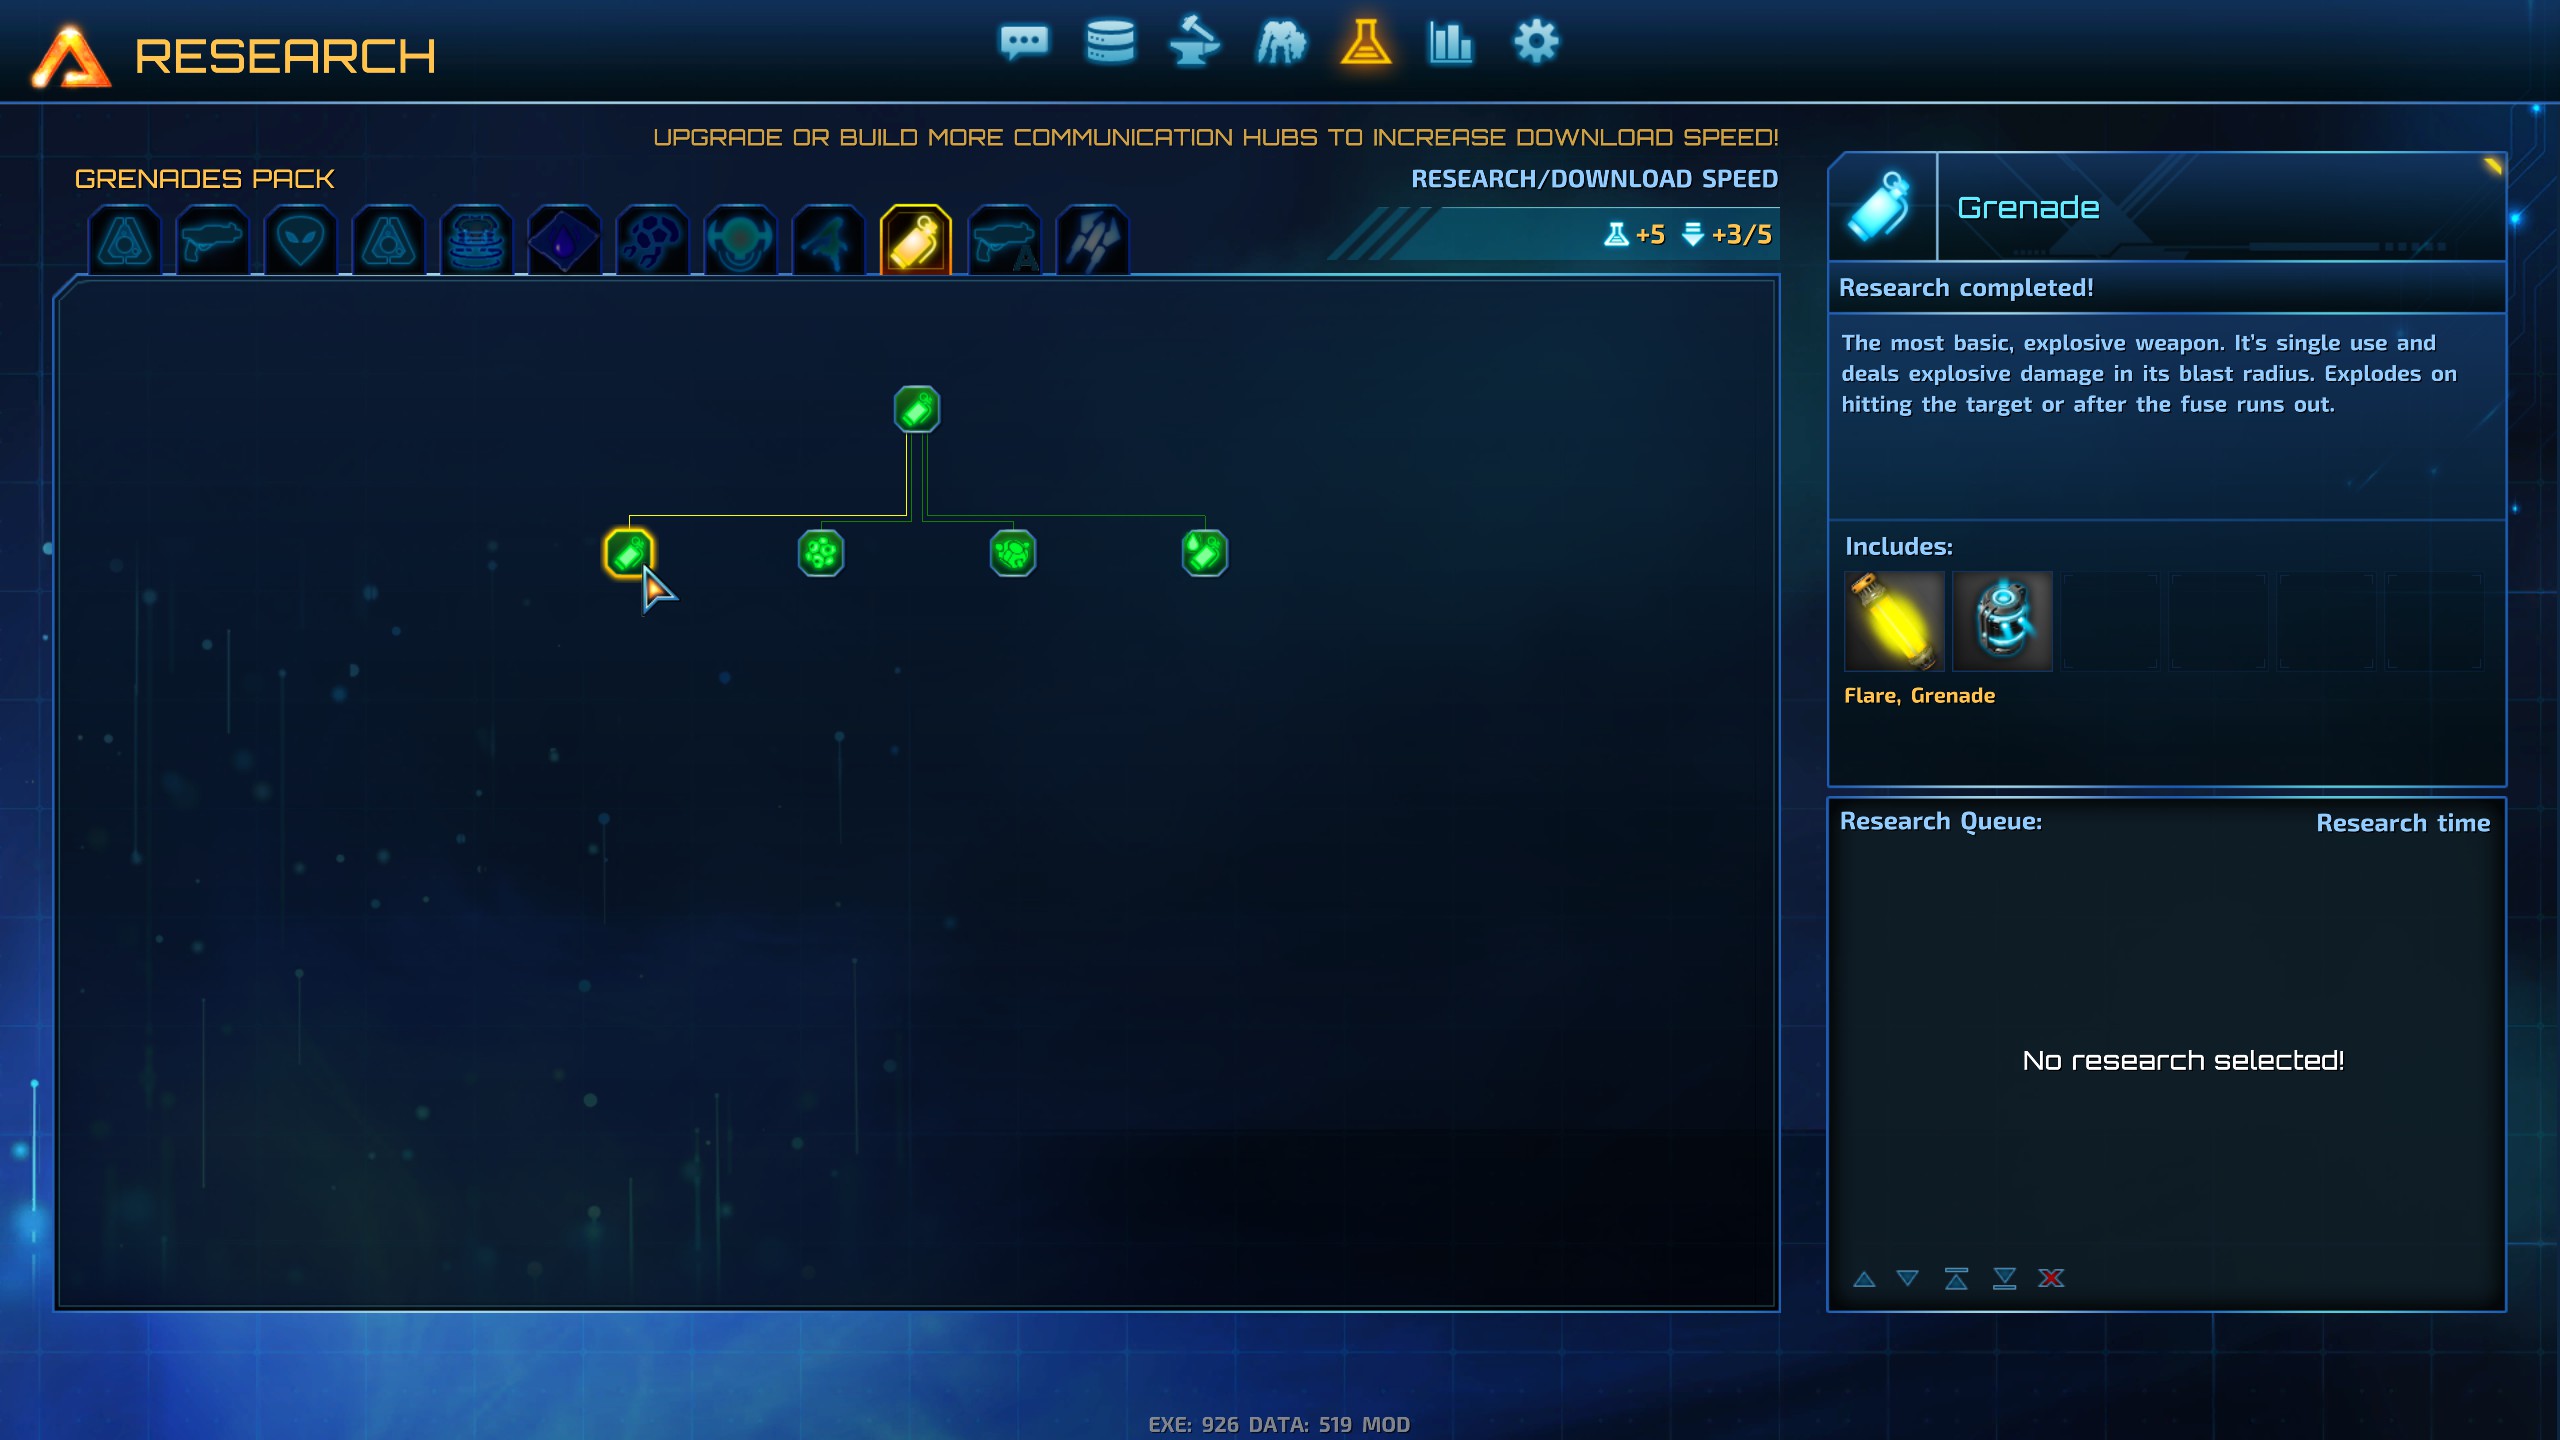 RESEARCH
UPGRADE OR BUILD MORE COMMUNICATION HUBS TO INCREASE DOWNLOAD SPEED!
GRENADES PACK
RESEARCH/DOWNLOAD SPEED
+5 +3/5
Grenade
Research completed!
The most basic, explosive weapon. It's single use and
deals explosive damage in its blast radius. Explodes on
hitting the target or after the fuse runs out.
Includes:
Flare, Grenade
Research Queue: Research time
No research selected!
EXE: 926 DATA: 519 MOD